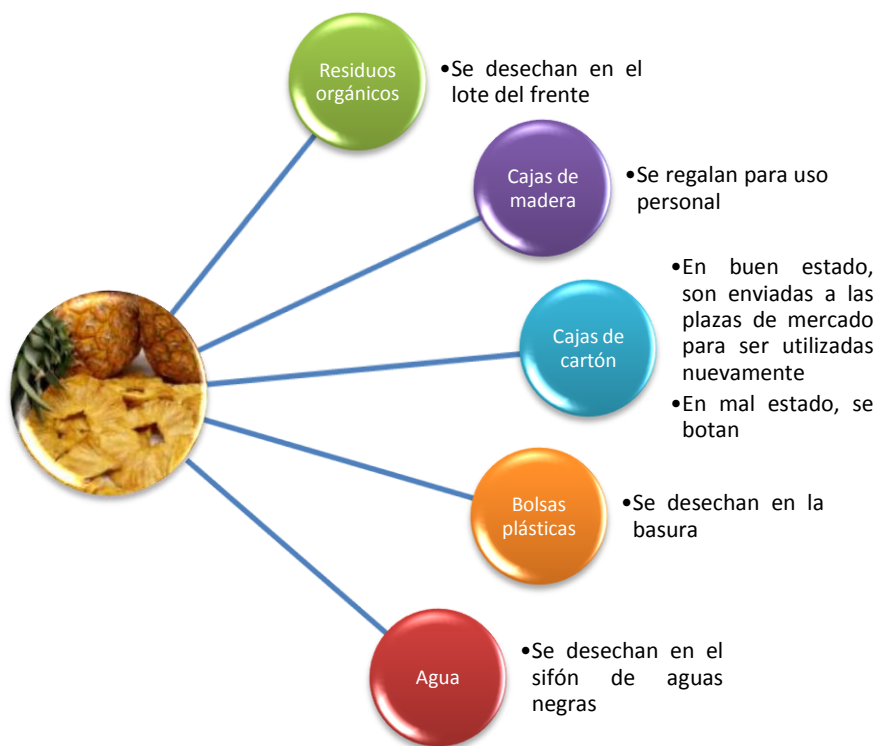 Residuos
orgánicos
•Se desechan en el
lote del frente
Cajas de
madera
•Se regalan para uso
personal
Cajas de
cartón
•En buen estado,
son enviadas a las
plazas de mercado
para ser utilizadas
nuevamente
•En mal estado, se
botan
Bolsas
plásticas
•Se desechan en la
basura
Agua
•Se desechan en el
sifón de aguas
negras